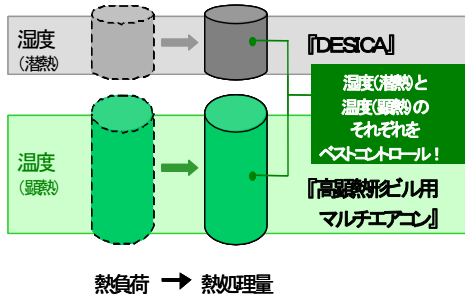 湿度
（潜熱）
『DESICA』
湿度(潜熱)と
温度(顕熱)の
それぞれを
ベストコントロール！
温度
（顕熱）
『高顕熱形ビル用
マルチエアコン』
熱負荷 → 熱処理量